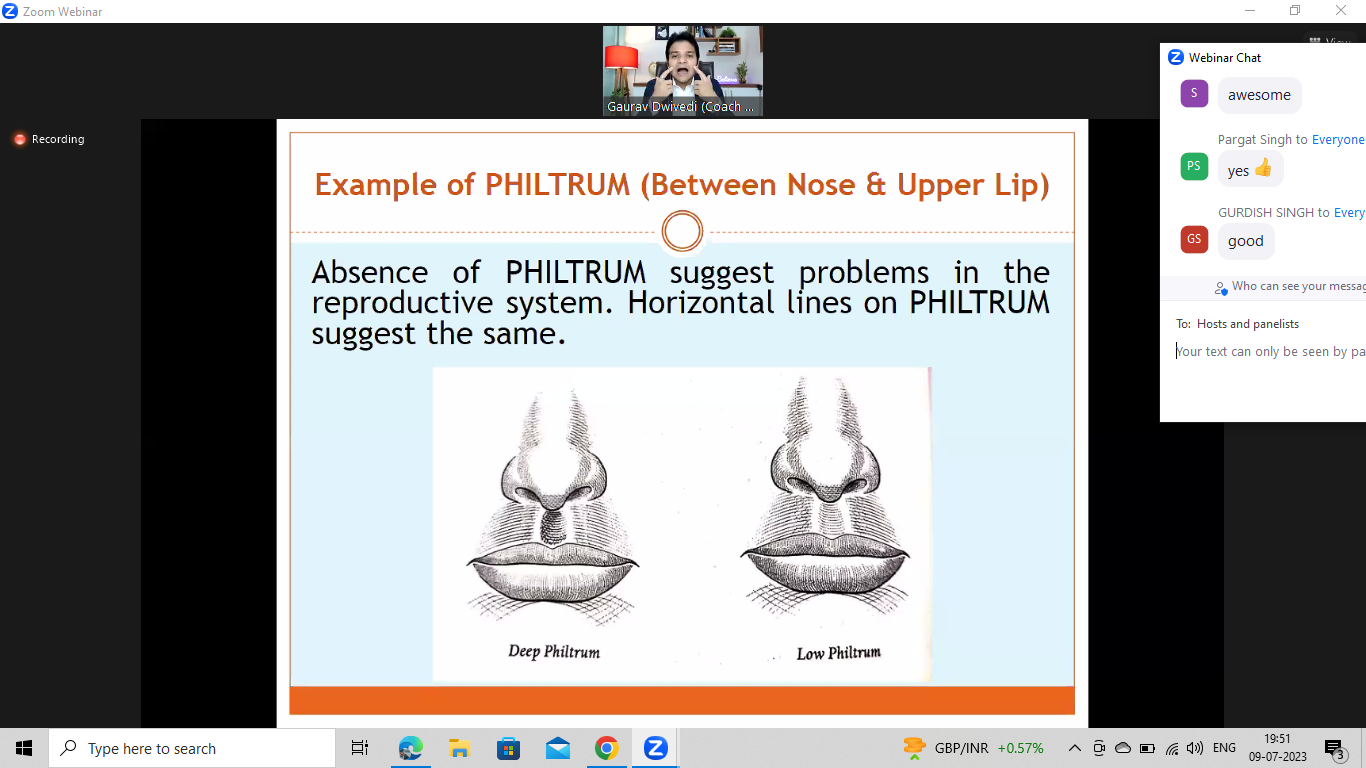 Zoom Webinar
Gaurav Dwivedi (Coach ...
Recording
Example of PHILTRUM (Between Nose & Upper Lip)
Absence of PHILTRUM suggest problems in the
reproductive system. Horizontal lines on PHILTRUM
suggest the same.
Deep Philtrum
Low Philtrum
View
Webinar Chat
S
awesome
Pargat Singh to Everyone
PS
yes 👍
GURDISH SINGH to Every
GS
good
Who can see your messag
To: Hosts and panelists
Your text can only be seen by pa
Type here to search
GBP/INR +0.57%
ENG
19:51
09-07-2023
3